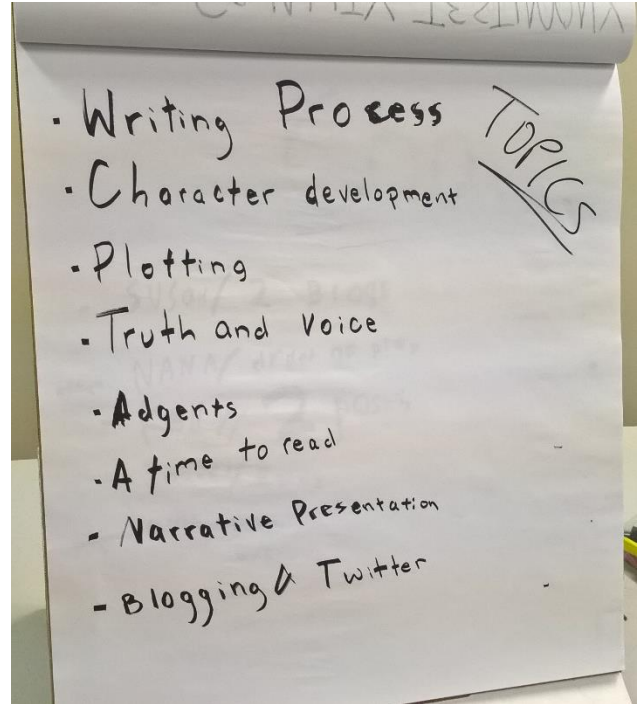 TOPICS
· Writing Process
· Character development
· Plotting
· Truth and Voice
· Adgents
· A time to read
- Narrative Presentation
- Blogging & Twitter